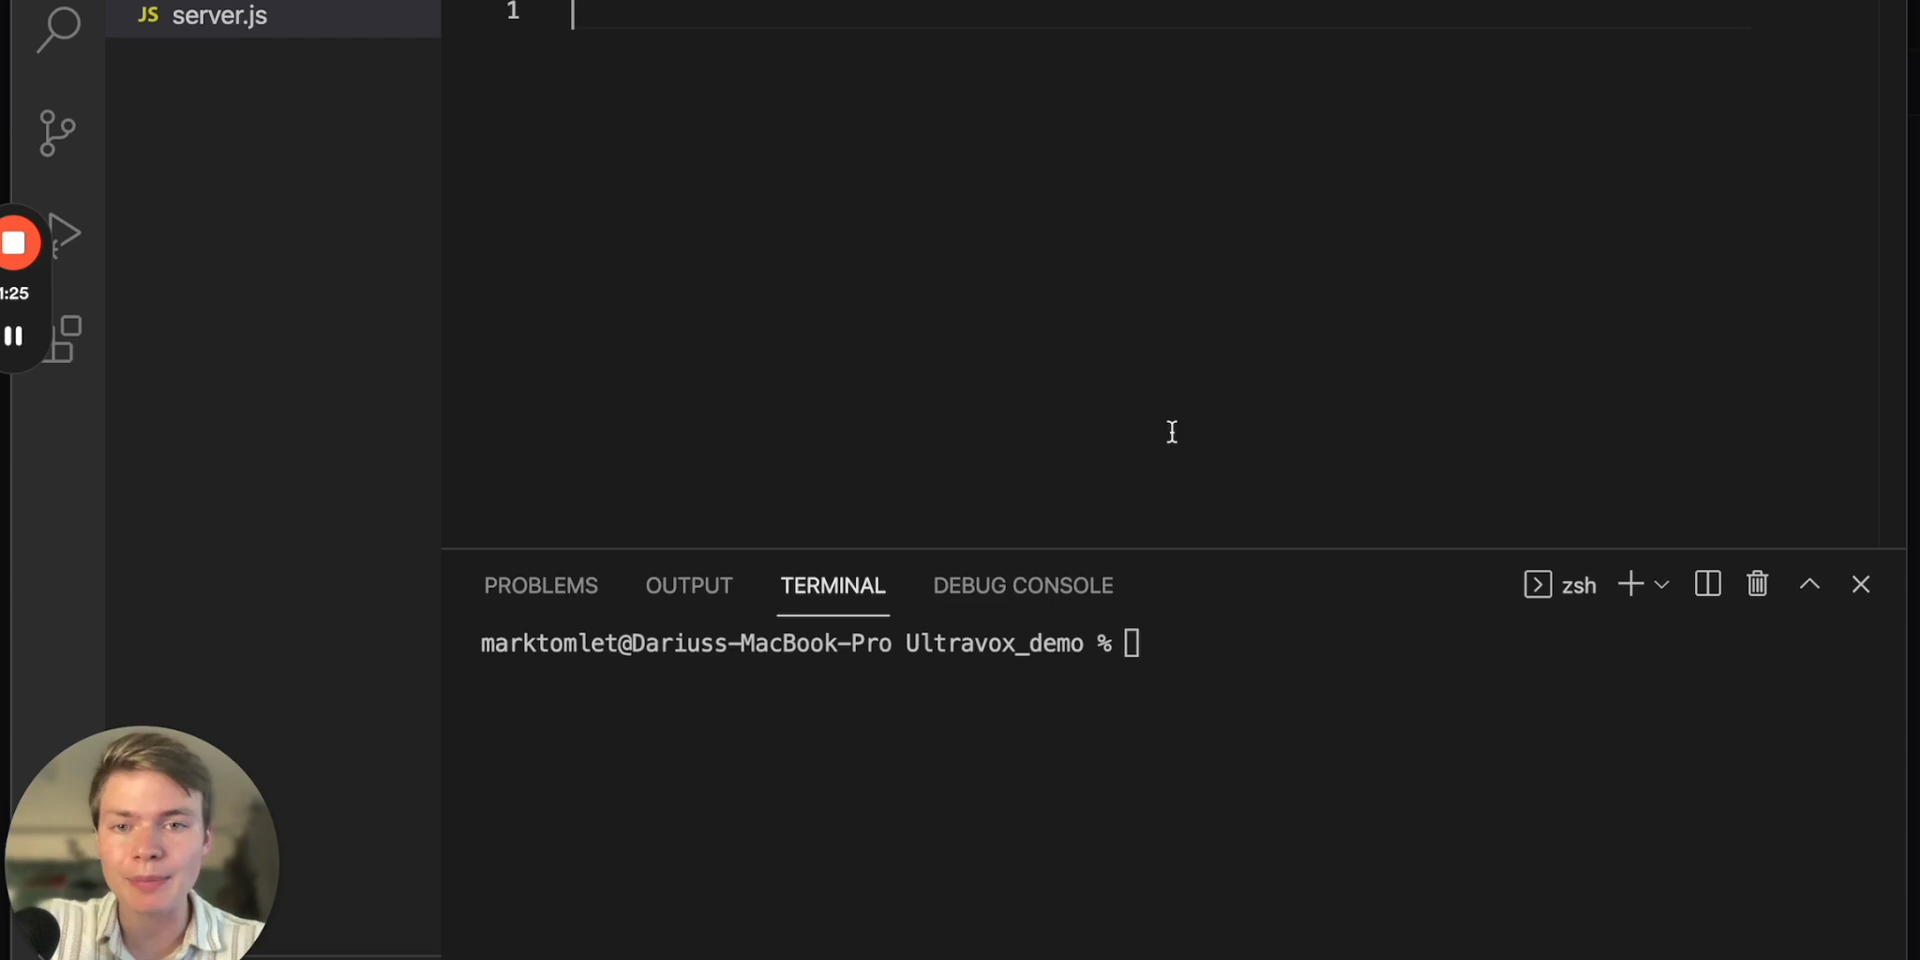 JS server.js
1
1:25
PROBLEMS OUTPUT TERMINAL DEBUG CONSOLE zsh
marktomlet@Dariuss-MacBook-Pro Ultravox_demo %